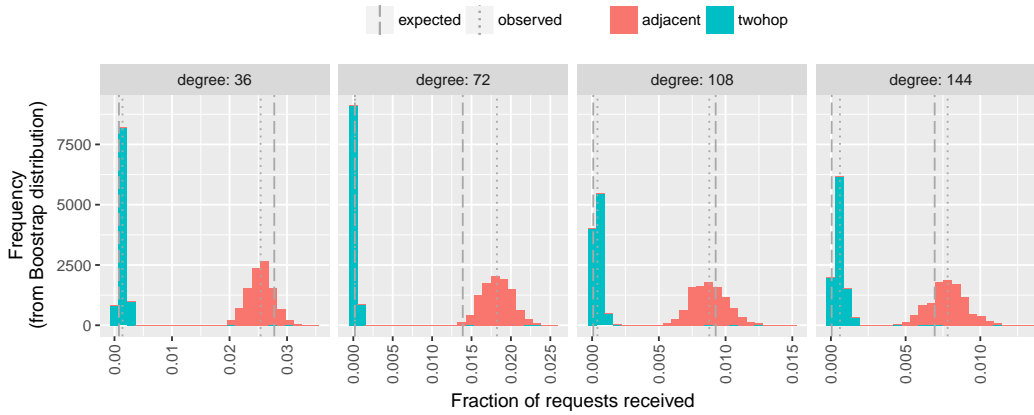 expected observed adjacent twohop
degree: 36 degree: 72 degree: 108 degree: 144
Frequency
(from Boostrap distribution)
7500
5000
2500
0
0.00 0.01 0.02 0.03 0.000 0.005 0.010 0.015 0.020 0.025 0.000 0.005 0.010 0.015 0.000 0.005 0.010
Fraction of requests received